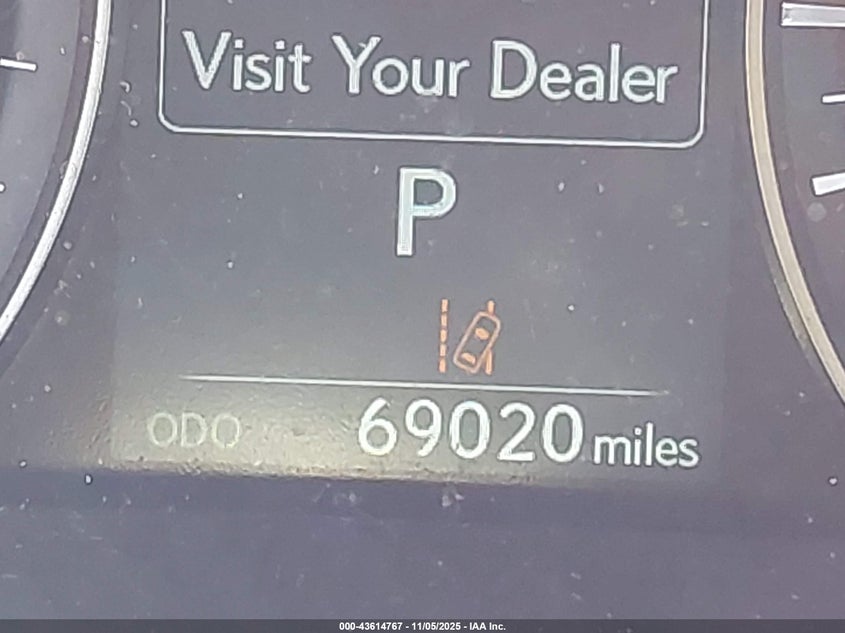 Visit Your Dealer
P
ODO 69020 miles
000-43614767 - 11/05/2025 - IAA Inc.